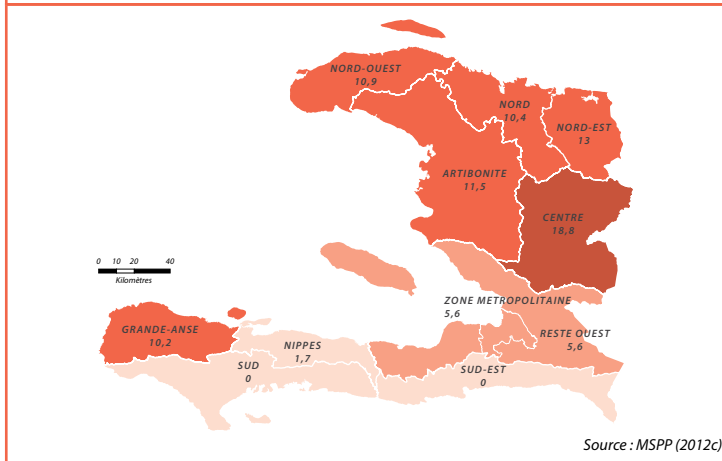 NORD-OUEST
10,9
NORD
10,4
NORD-EST
13
ARTIBONITE
11,5
CENTRE
18,8
0 10 20 40
Kilomètres
ZONE METROPOLITAINE
5,6
GRANDE-ANSE
10,2
RESTE OUEST
5,6
NIPPES
1,7
SUD
0
SUD-EST
0
Source : MSPP (2012c)